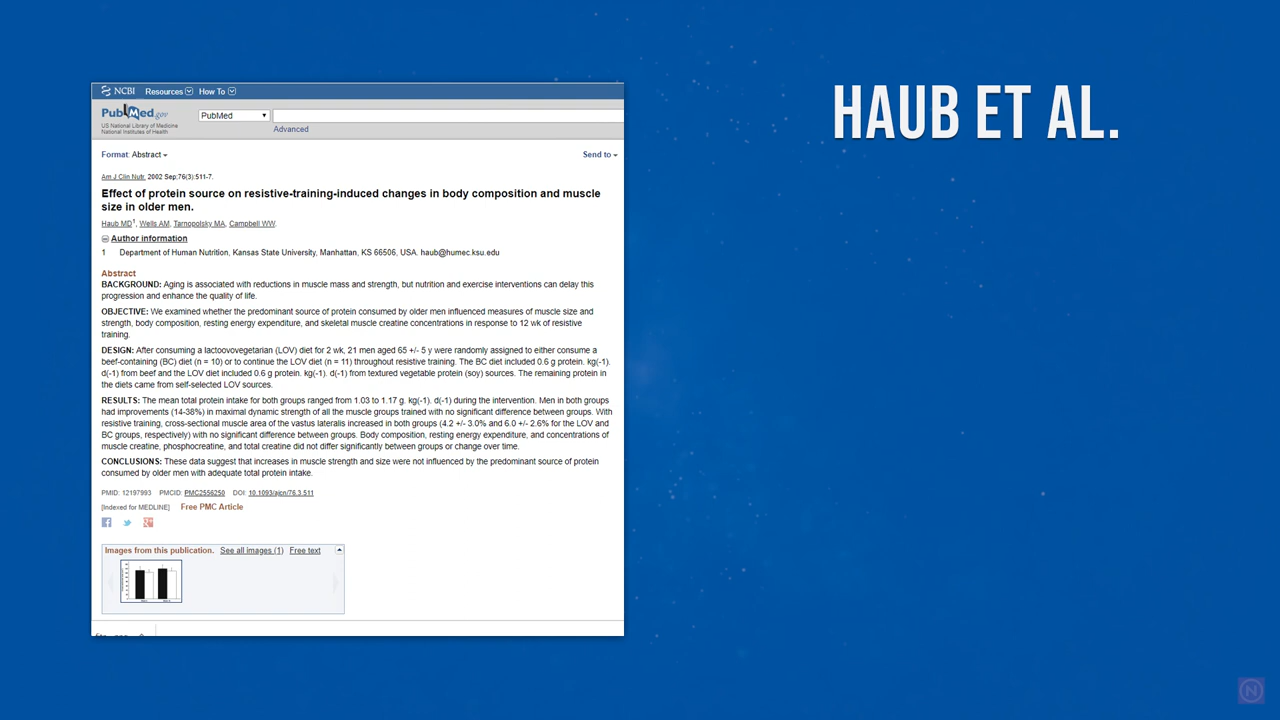 NCBI Resources How To
PubMed.gov
US National Library of Medicine
National Institutes of Health
PubMed
Advanced
Format: Abstract
Send to
Am J Clin Nutr. 2002 Sep;76(3):511-7.
Effect of protein source on resistive-training-induced changes in body composition and muscle
size in older men.
Haub MD1, Wells AM, Tarnopolsky MA, Campbell WW.
Author information
1 Department of Human Nutrition, Kansas State University, Manhattan, KS 66506, USA. haub@humec.ksu.edu
Abstract
BACKGROUND: Aging is associated with reductions in muscle mass and strength, but nutrition and exercise interventions can delay this
progression and enhance the quality of life.
OBJECTIVE: We examined whether the predominant source of protein consumed by older men influenced measures of muscle size and
strength, body composition, resting energy expenditure, and skeletal muscle creatine concentrations in response to 12 wk of resistive
training.
DESIGN: After consuming a lactoovovegetarian (LOV) diet for 2 wk, 21 men aged 65 +/- 5 y were randomly assigned to either consume a
beef-containing (BC) diet (n = 10) or to continue the LOV diet (n = 11) throughout resistive training. The BC diet included 0.6 g protein. kg(-1).
d(-1) from beef and the LOV diet included 0.6 g protein. kg(-1). d(-1) from textured vegetable protein (soy) sources. The remaining protein in
the diets came from self-selected LOV sources.
RESULTS: The mean total protein intake for both groups ranged from 1.03 to 1.17 g. kg(-1). d(-1) during the intervention. Men in both groups
had improvements (14-38%) in maximal dynamic strength of all the muscle groups trained with no significant difference between groups. With
resistive training, cross-sectional muscle area of the vastus lateralis increased in both groups (4.2 +/- 3.0% and 6.0 +/- 2.6% for the LOV and
BC groups, respectively) with no significant difference between groups. Body composition, resting energy expenditure, and concentrations of
muscle creatine, phosphocreatine, and total creatine did not differ significantly between groups or change over time.
CONCLUSIONS: These data suggest that increases in muscle strength and size were not influenced by the predominant source of protein
consumed by older men with adequate total protein intake.
PMID: 12197993 PMCID: PMC2556250 DOI: 10.1093/ajcn/76.3.511
[Indexed for MEDLINE] Free PMC Article
Images from this publication. See all images (1) Free text
HAUB ET AL.
N